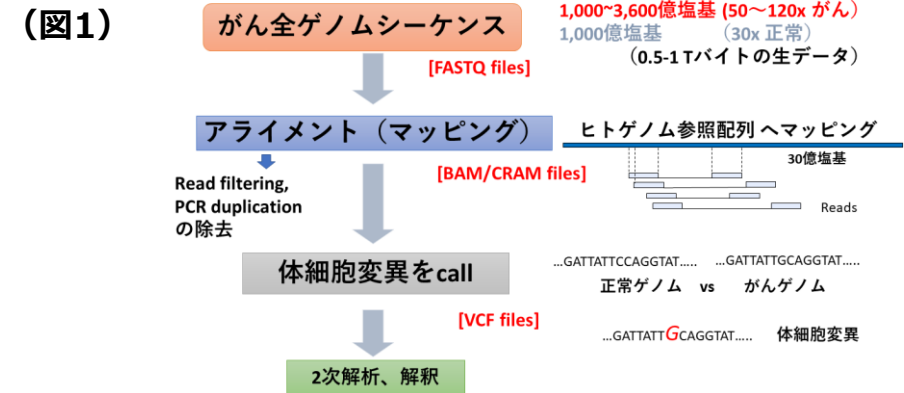 （図1）
がん全ゲノムシーケンス
1,000~3,600億塩基 (50～120x がん）
1,000億塩基 （30x 正常）
（0.5-1 Tバイトの生データ）
[FASTQ files]
アライメント（マッピング）
ヒトゲノム参照配列 へマッピング
30億塩基
[BAM/CRAM files]
Read filtering,
PCR duplication
の除去
Reads
体細胞変異をcall
...GATTATTCCAGGTAT..... ...GATTATTGCAGGTAT.....
正常ゲノム vs がんゲノム
[VCF files]
...GATTATTGCAGGTAT..... 体細胞変異
2次解析、解釈